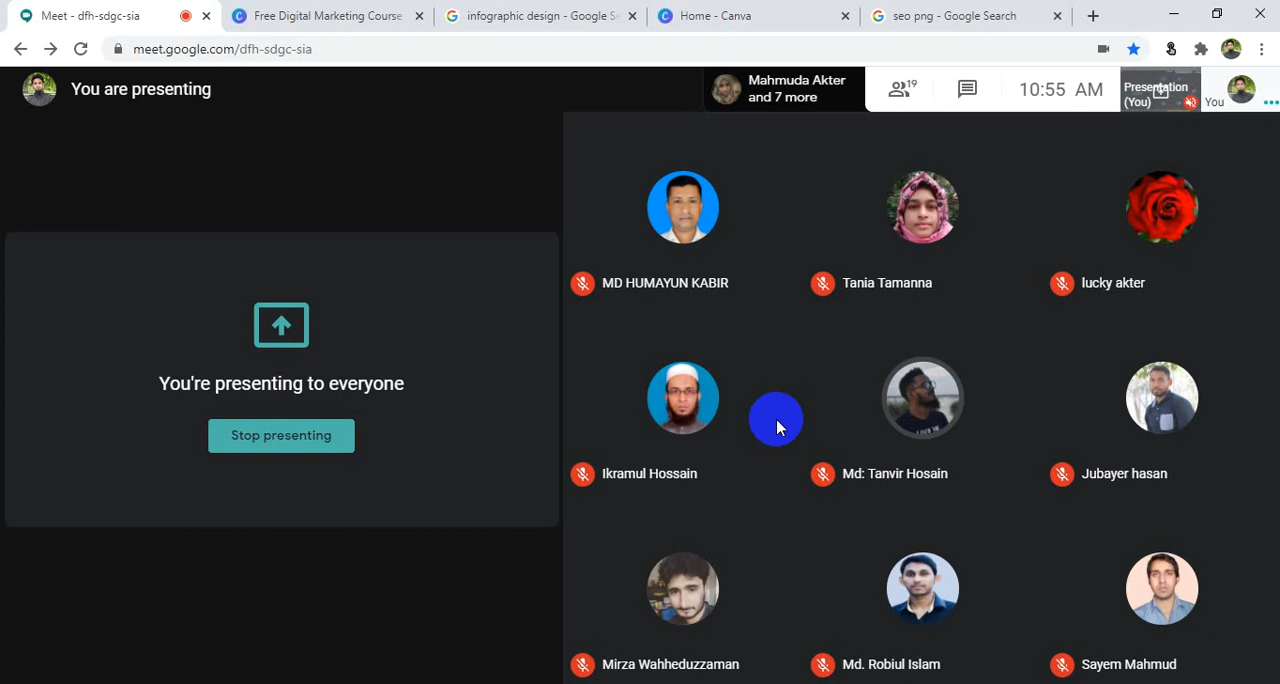 Meet - dfh-sdgc-sia
Free Digital Marketing Course
infographic design - Google Se
Home - Canva
seo png - Google Search
meet.google.com/dfh-sdgc-sia
You are presenting
Mahmuda Akter
and 7 more
19
10:55 AM
Presentation
(You)
You
You're presenting to everyone
Stop presenting
MD HUMAYUN KABIR
Tania Tamanna
lucky akter
Ikramul Hossain
Md: Tanvir Hosain
Jubayer hasan
Mirza Wahheduzzaman
Md. Robiul Islam
Sayem Mahmud